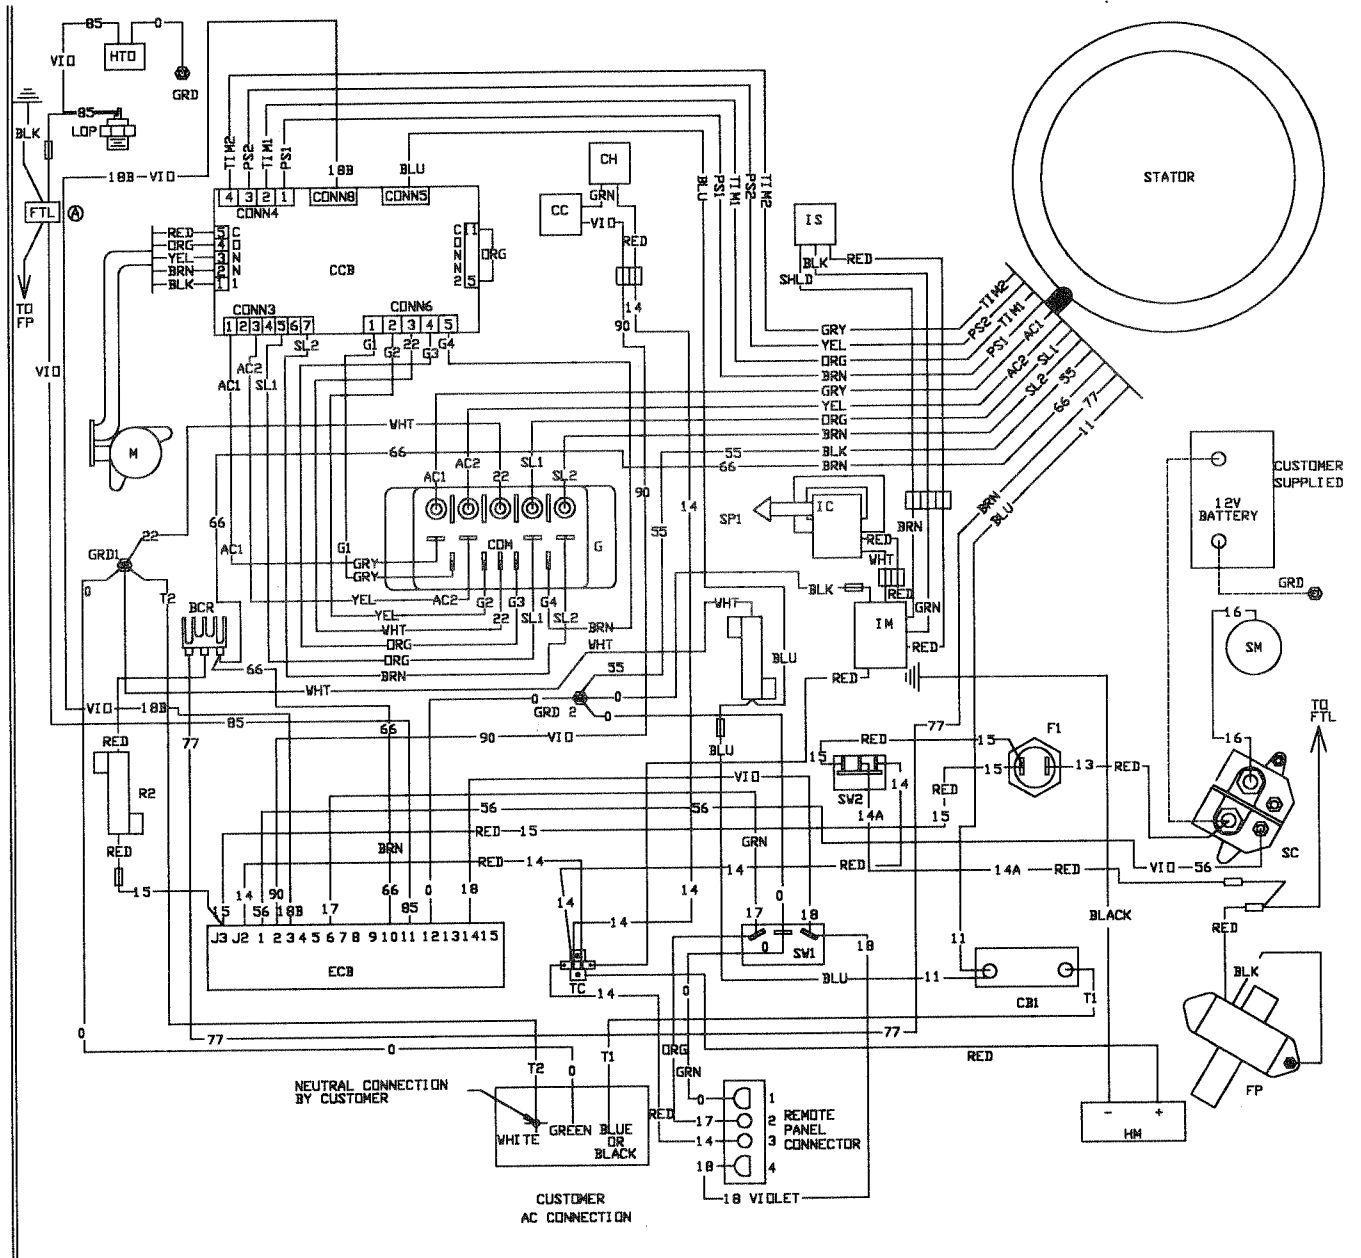 85
0
HTO
VIO
GRD
85
LOP
BLK
18B VIO
FTL A
TO
FP
VIO
TIM2
PS2
TIM1
PS1
18B
BLU
4 3 2 1
CONN4
CONN8
CONN5
RED 5 C
ORG 4 O
YEL 3 N
BRN 2 N
BLK 1 1
CCB
C 11
O
N
N
2 5
ORG
CONN3
1 2 3 4 5 6 7
CONN6
1 2 3 4 5
AC1
AC2
SL1
SL2
G1
G2
22
G3
G4
CH
GRN
CC
VIO
RED
14
90
BLU
PS1
TIM1
PS2
TIM2
IS
SHLD
BLK
RED
STATOR
TIM2
PS2
TIM1
PS1
AC1
AC2
SL1
SL2
55
66
77
11
GRY
YEL
ORG
BRN
GRY
YEL
ORG
BRN
BLK
BRN
55
66
M
WHT
66
AC1
AC2
22
SL1
SL2
COM
G
90
14
55
SP1
IC
RED
WHT
RED
BRN
GRN
BRN
BLU
CUSTOMER
SUPPLIED
12V
BATTERY
GRD
22
66
AC1
G1
GRY
GRY
GRD1
0
T2
YEL
AC2
G2
22
G3
SL1
G4
SL2
YEL
WHT
ORG
ORG
BRN
BRN
WHT
WHT
BLK
IM
RED
RED
BCR
66
WHT
55
0
0
0
GRD 2
BLU
BLU
16
SM
16
TO
FTL
VIO 18B
85
66
90 VIO
77
RED
R2
RED
15
77
RED
15
14
SW2
14A
F1
15
15
13 RED
RED
15
VIO
56
56
RED 15
BRN
RED 14
GRN
14
RED
14A RED
VIO 56
SC
15
14
56
90
18B
17
66
85
0
18
J3 J2 1 2 3 4 5 6 7 8 9 10 11 12 13 14 15
ECB
14
14
TC
14
14
0
17
18
0
SW1
18
BLU
11
11
CB1
T1
BLACK
RED
BLK
FP
0
77
77
0
T2
0
T1
ORG
GRN
0
RED
NEUTRAL CONNECTION
BY CUSTOMER
WHITE
GREEN
BLUE
OR
BLACK
RED
0
17
14
18
1
2
3
4
REMOTE
PANEL
CONNECTOR
18 VIOLET
- +
HM
CUSTOMER
AC CONNECTION